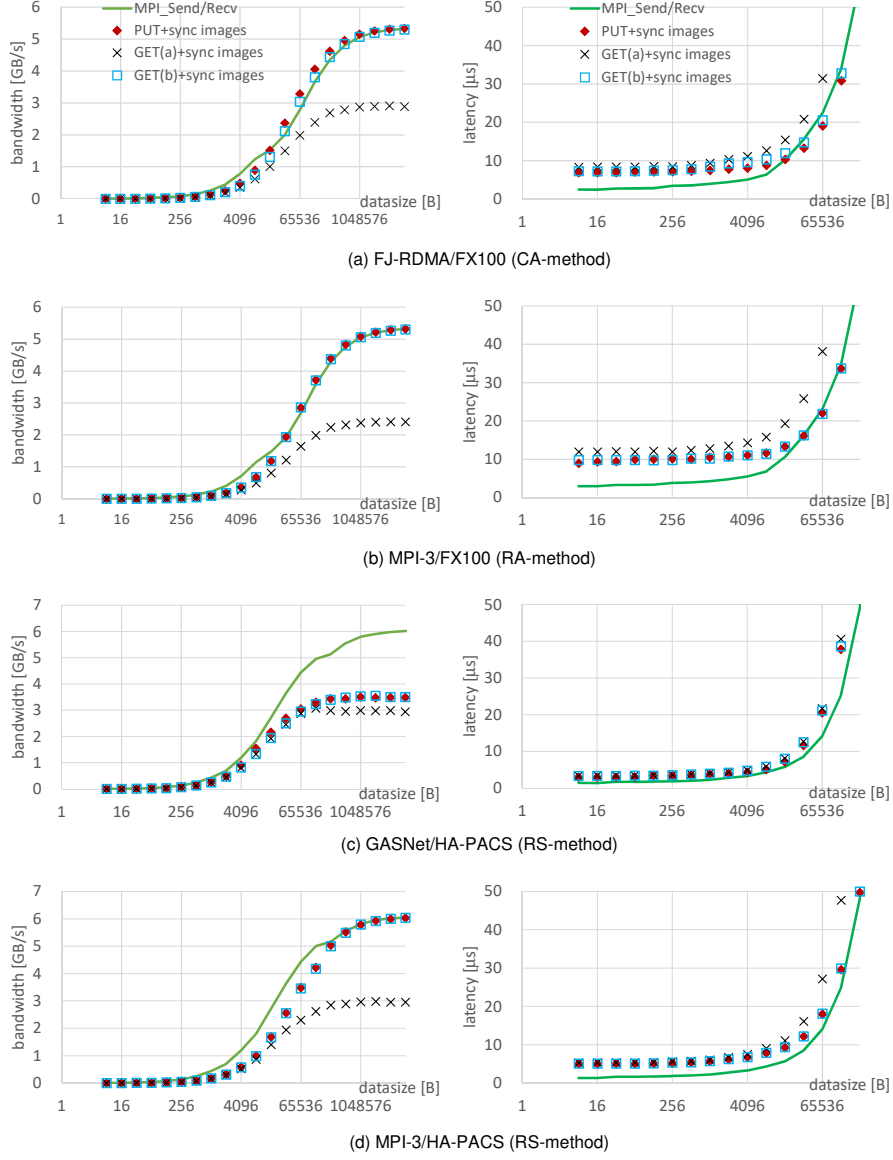 MPI_Send/Recv
PUT+sync images
GET(a)+sync images
GET(b)+sync images
bandwidth [GB/s]
6
5
4
3
2
1
0
datasize [B]
1 16 256 4096 65536 1048576
MPI_Send/Recv
PUT+sync images
GET(a)+sync images
GET(b)+sync images
latency [µs]
50
40
30
20
10
0
datasize [B]
1 16 256 4096 65536
(a) FJ-RDMA/FX100 (CA-method)
bandwidth [GB/s]
6
5
4
3
2
1
0
datasize [B]
1 16 256 4096 65536 1048576
latency [µs]
50
40
30
20
10
0
datasize [B]
1 16 256 4096 65536
(b) MPI-3/FX100 (RA-method)
bandwidth [GB/s]
7
6
5
4
3
2
1
0
datasize [B]
1 16 256 4096 65536 1048576
latency [µs]
50
40
30
20
10
0
datasize [B]
1 16 256 4096 65536
(c) GASNet/HA-PACS (RS-method)
bandwidth [GB/s]
7
6
5
4
3
2
1
0
datasize [B]
1 16 256 4096 65536 1048576
latency [µs]
50
40
30
20
10
0
datasize [B]
1 16 256 4096 65536
(d) MPI-3/HA-PACS (RS-method)